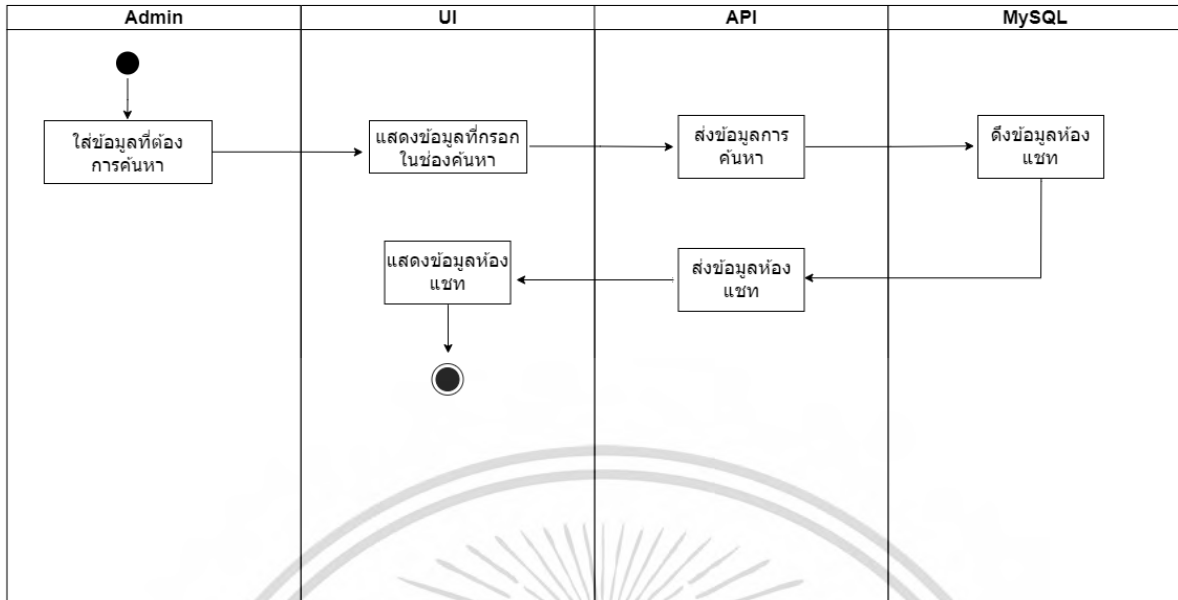 Admin
UI
API
MySQL
ใส่ข้อมูลที่ต้อง
การค้นหา
แสดงข้อมูลที่กรอก
ในช่องค้นหา
ส่งข้อมูลการ
ค้นหา
ดึงข้อมูลห้อง
แชท
แสดงข้อมูลห้อง
แชท
ส่งข้อมูลห้อง
แชท